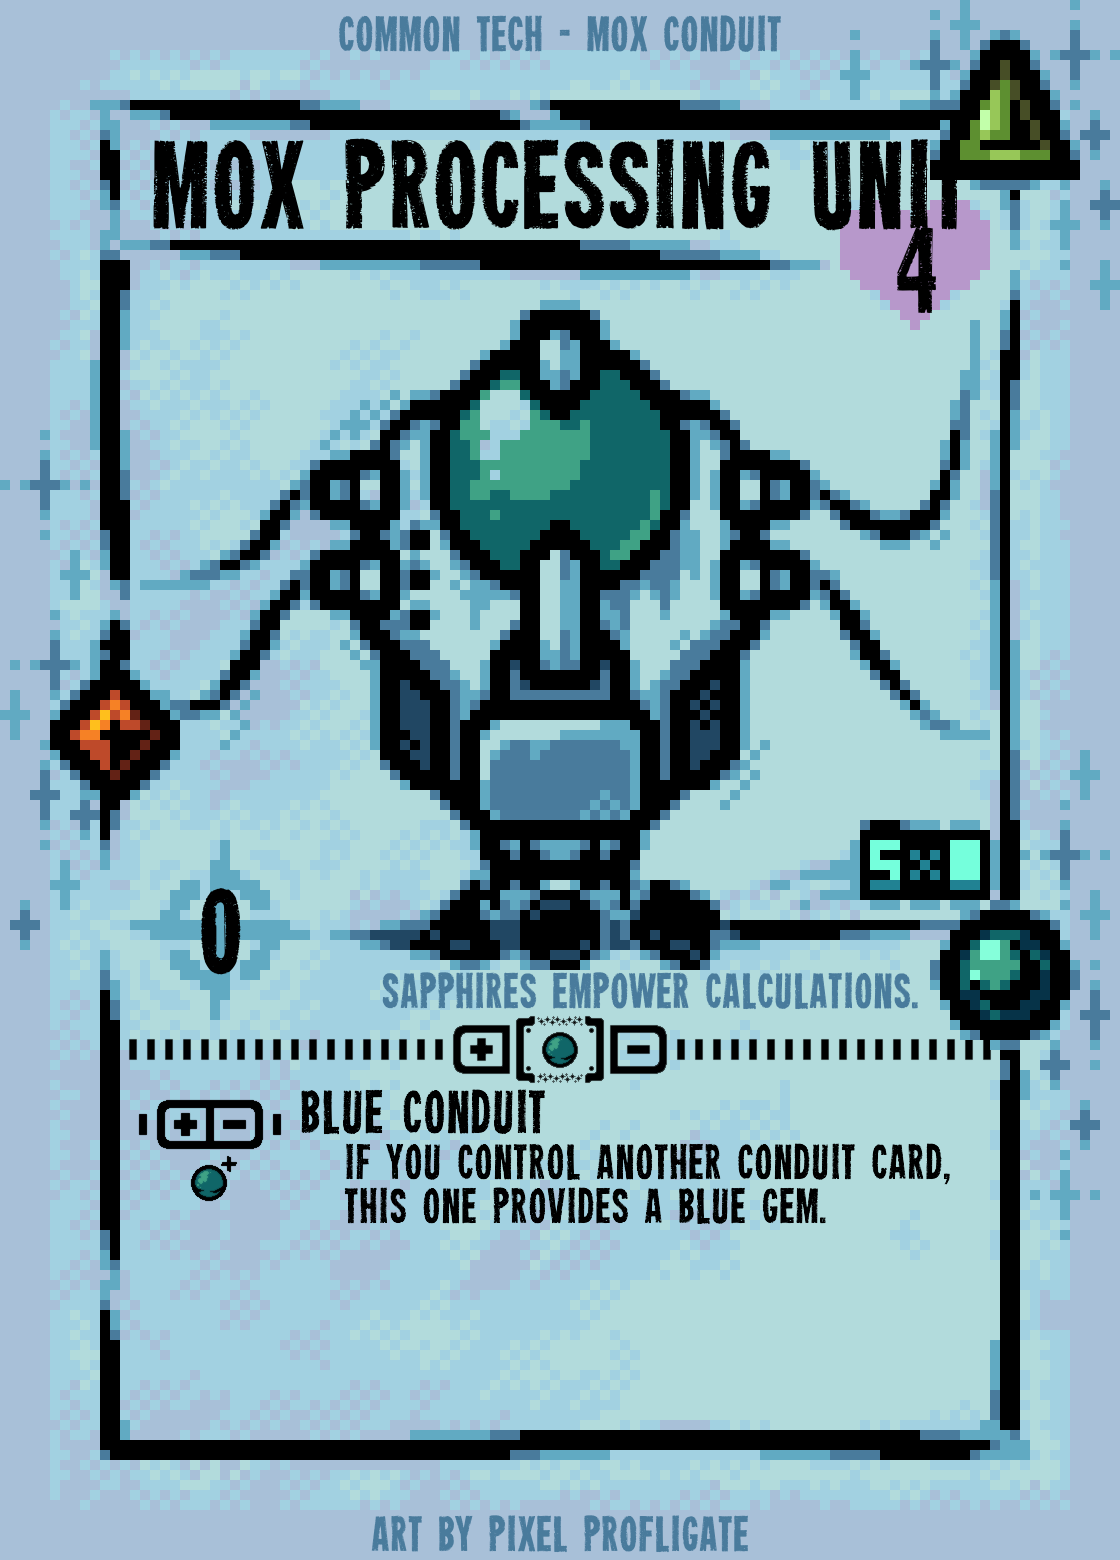 COMMON TECH - MOX CONDUIT
MOX PROCESSING UNIT
4
5×
0
SAPPHIRES EMPOWER CALCULATIONS.
BLUE CONDUIT
IF YOU CONTROL ANOTHER CONDUIT CARD,
THIS ONE PROVIDES A BLUE GEM.
ART BY PIXEL PROFLIGATE